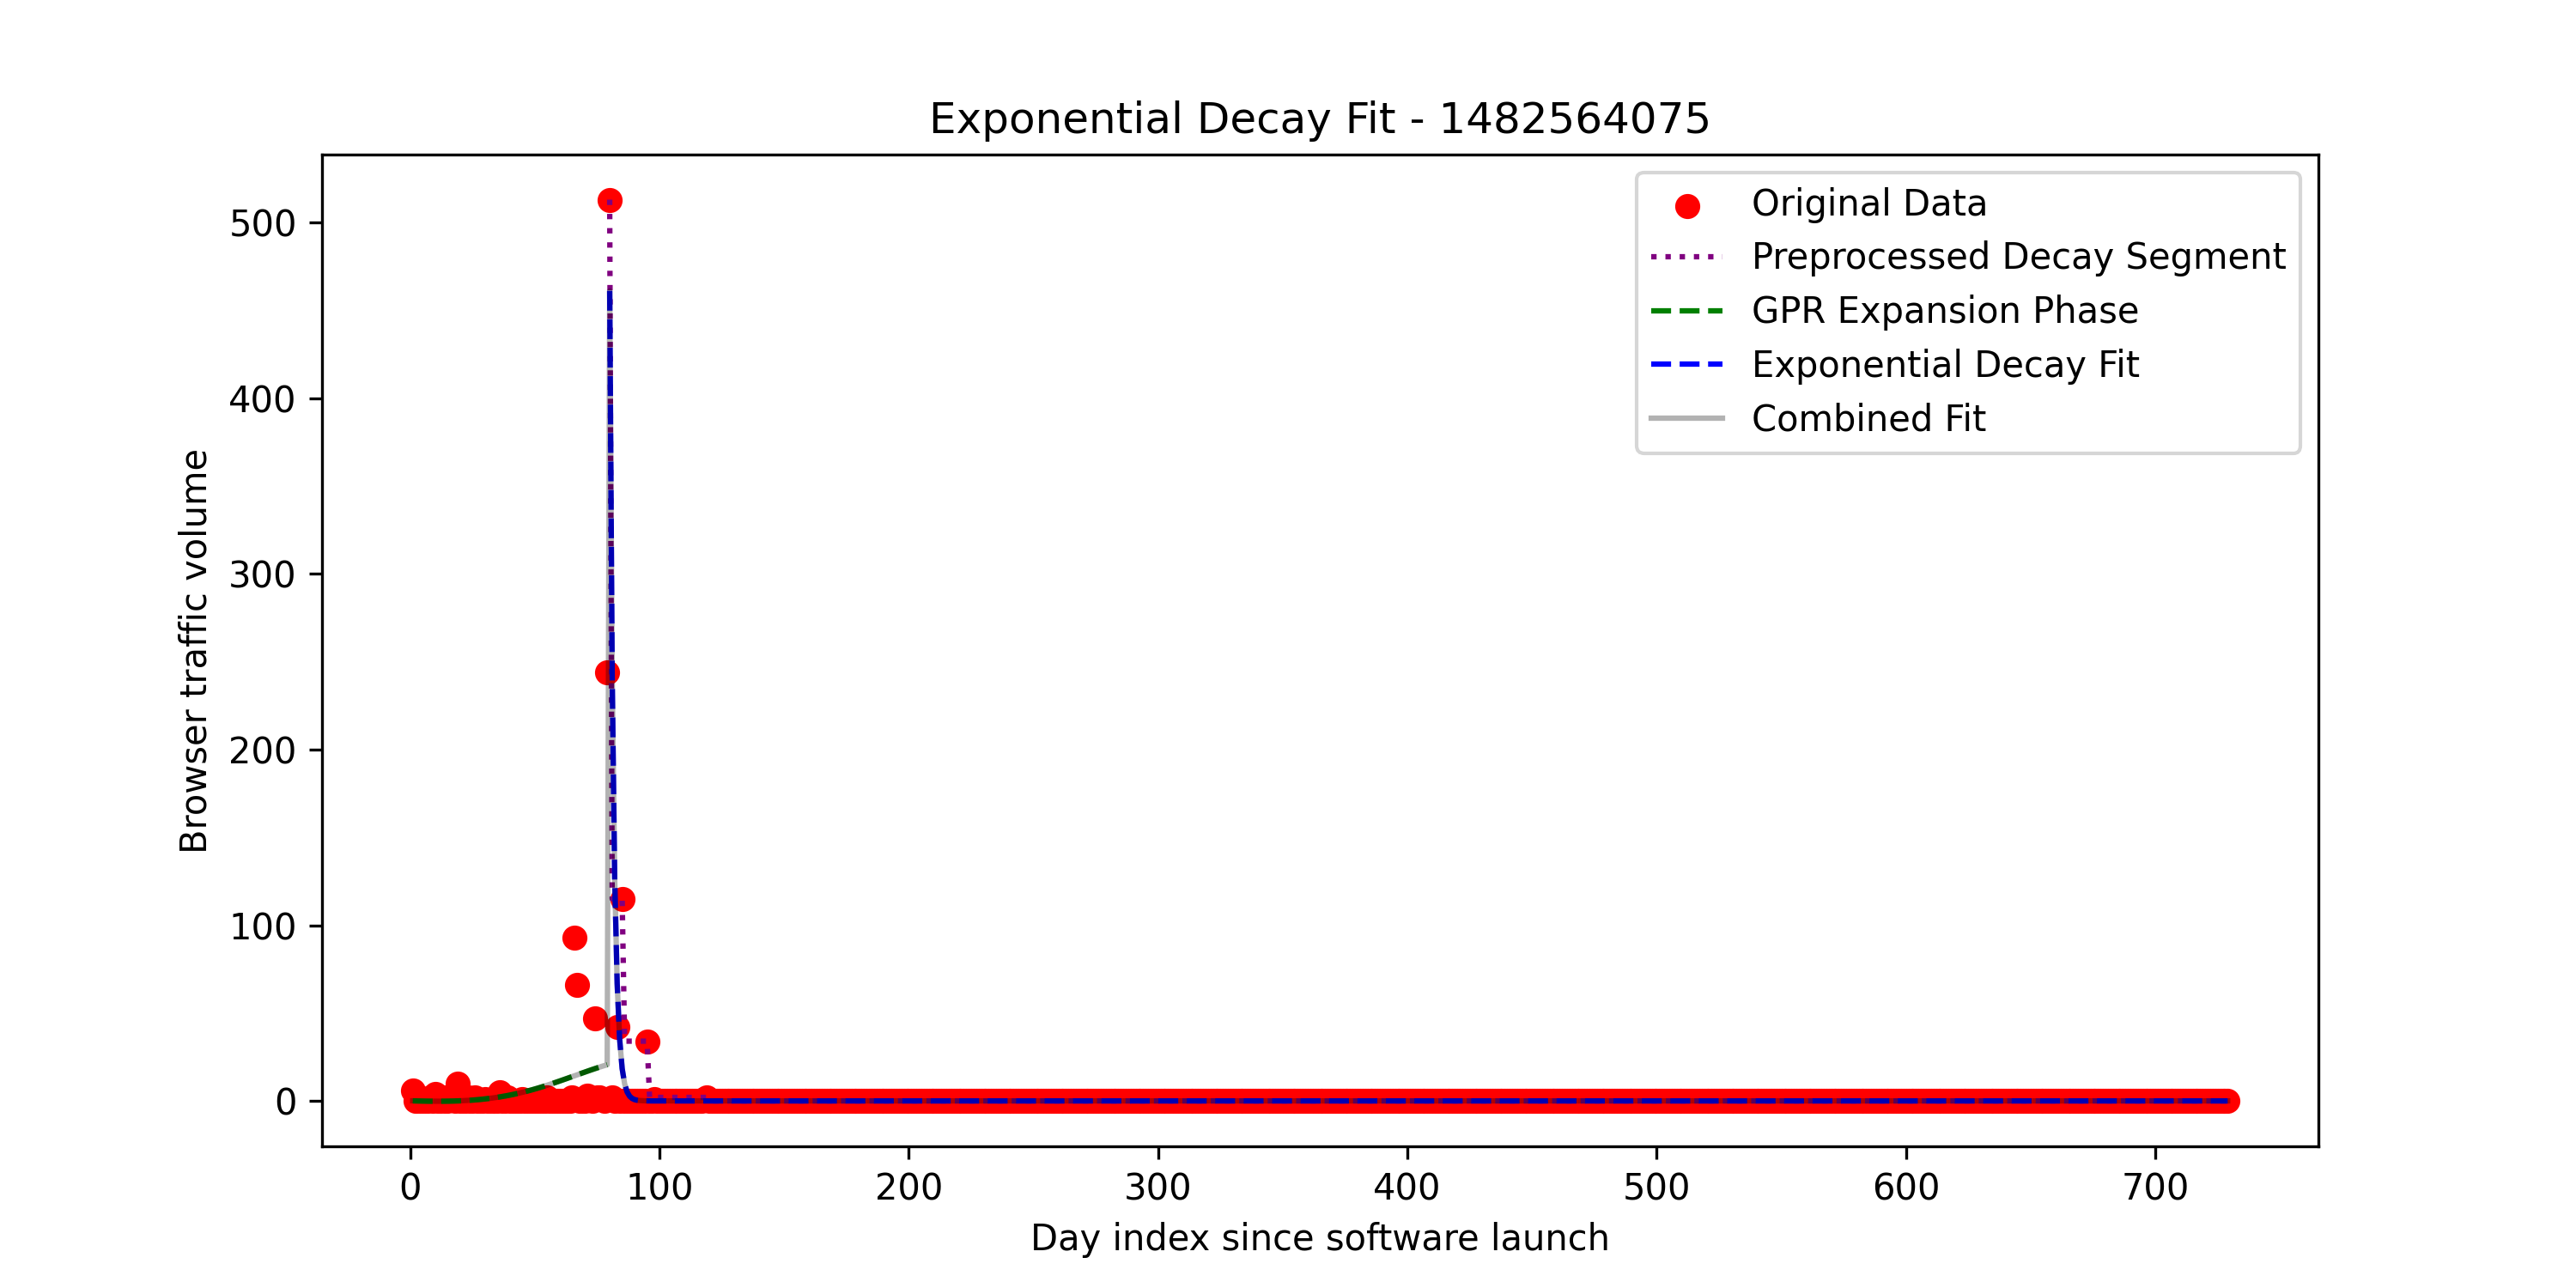 Exponential Decay Fit - 1482564075
Original Data
Preprocessed Decay Segment
GPR Expansion Phase
Exponential Decay Fit
Combined Fit
Browser traffic volume
500
400
300
200
100
0
0 100 200 300 400 500 600 700
Day index since software launch